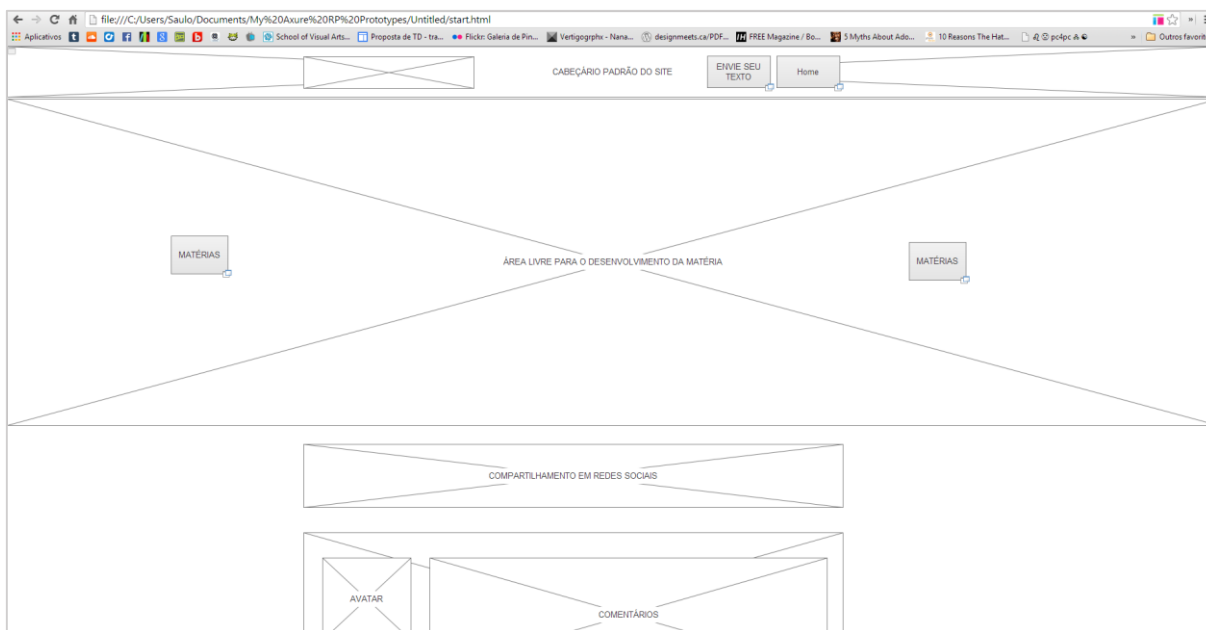 file:///C:/Users/Saulo/Documents/My%20Axure%20RP%20Prototypes/Untitled/start.html
Aplicativos School of Visual Arts... Proposta de TD - tra... Flickr: Galeria de Pin... Vertigogrphx - Nana... designmeets.ca/PDF... FREE Magazine / Bo... 5 Myths About Ado... 10 Reasons The Hat... pc4pc » Outros favorit
CABEÇÁRIO PADRÃO DO SITE
ENVIE SEU
TEXTO
Home
MATÉRIAS
ÁREA LIVRE PARA O DESENVOLVIMENTO DA MATÉRIA
MATÉRIAS
COMPARTILHAMENTO EM REDES SOCIAIS
AVATAR
COMENTÁRIOS